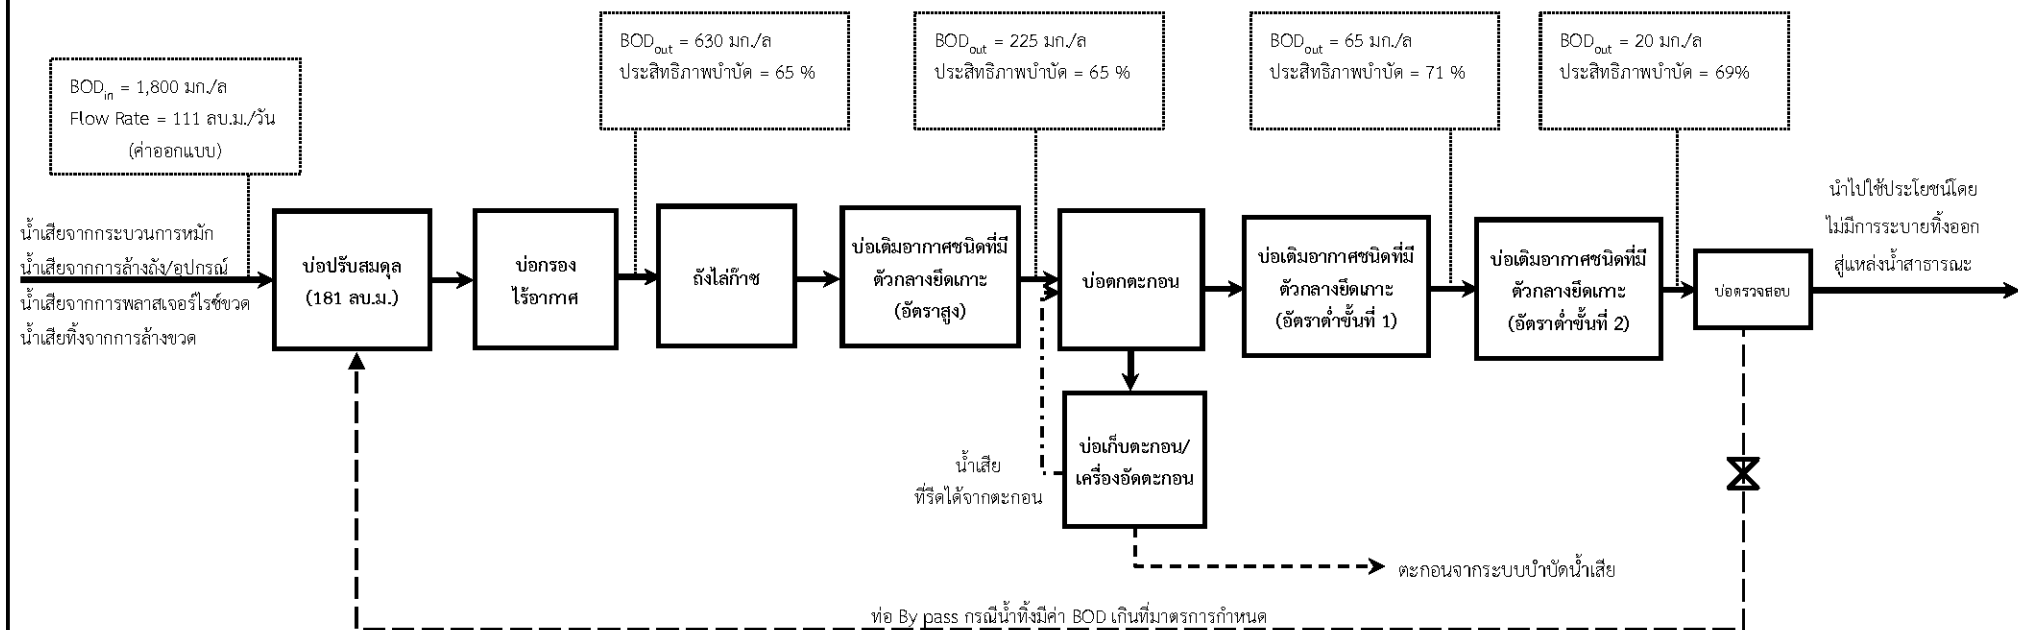 BODin = 1,800 มก./ล
Flow Rate = 111 ลบ.ม./วัน
(ค่าออกแบบ)
BODout = 630 มก./ล
ประสิทธิภาพบำบัด = 65 %
BODout = 225 มก./ล
ประสิทธิภาพบำบัด = 65 %
BODout = 65 มก./ล
ประสิทธิภาพบำบัด = 71 %
BODout = 20 มก./ล
ประสิทธิภาพบำบัด = 69%
น้ำเสียจากกระบวนการหมัก
น้ำเสียจากการล้างถัง/อุปกรณ์
น้ำเสียจากการพลาสเจอร์ไรซ์ขวด
น้ำเสียทิ้งจากการล้างขวด
บ่อปรับสมดุล
(181 ลบ.ม.)
บ่อกรอง
ไร้อากาศ
ถังไล่ก๊าซ
บ่อเติมอากาศชนิดที่มี
ตัวกลางยึดเกาะ
(อัตราสูง)
บ่อตกตะกอน
บ่อเติมอากาศชนิดที่มี
ตัวกลางยึดเกาะ
(อัตราต่ำขั้นที่ 1)
บ่อเติมอากาศชนิดที่มี
ตัวกลางยึดเกาะ
(อัตราต่ำขั้นที่ 2)
บ่อตรวจสอบ
นำไปใช้ประโยชน์โดย
ไม่มีการระบายทิ้งออก
สู่แหล่งน้ำสาธารณะ
น้ำเสีย
ที่รีดได้จากตะกอน
บ่อเก็บตะกอน/
เครื่องอัดตะกอน
ตะกอนจากระบบบำบัดน้ำเสีย
ท่อ By pass กรณีน้ำทิ้งมีค่า BOD เกินที่มาตรการกำหนด